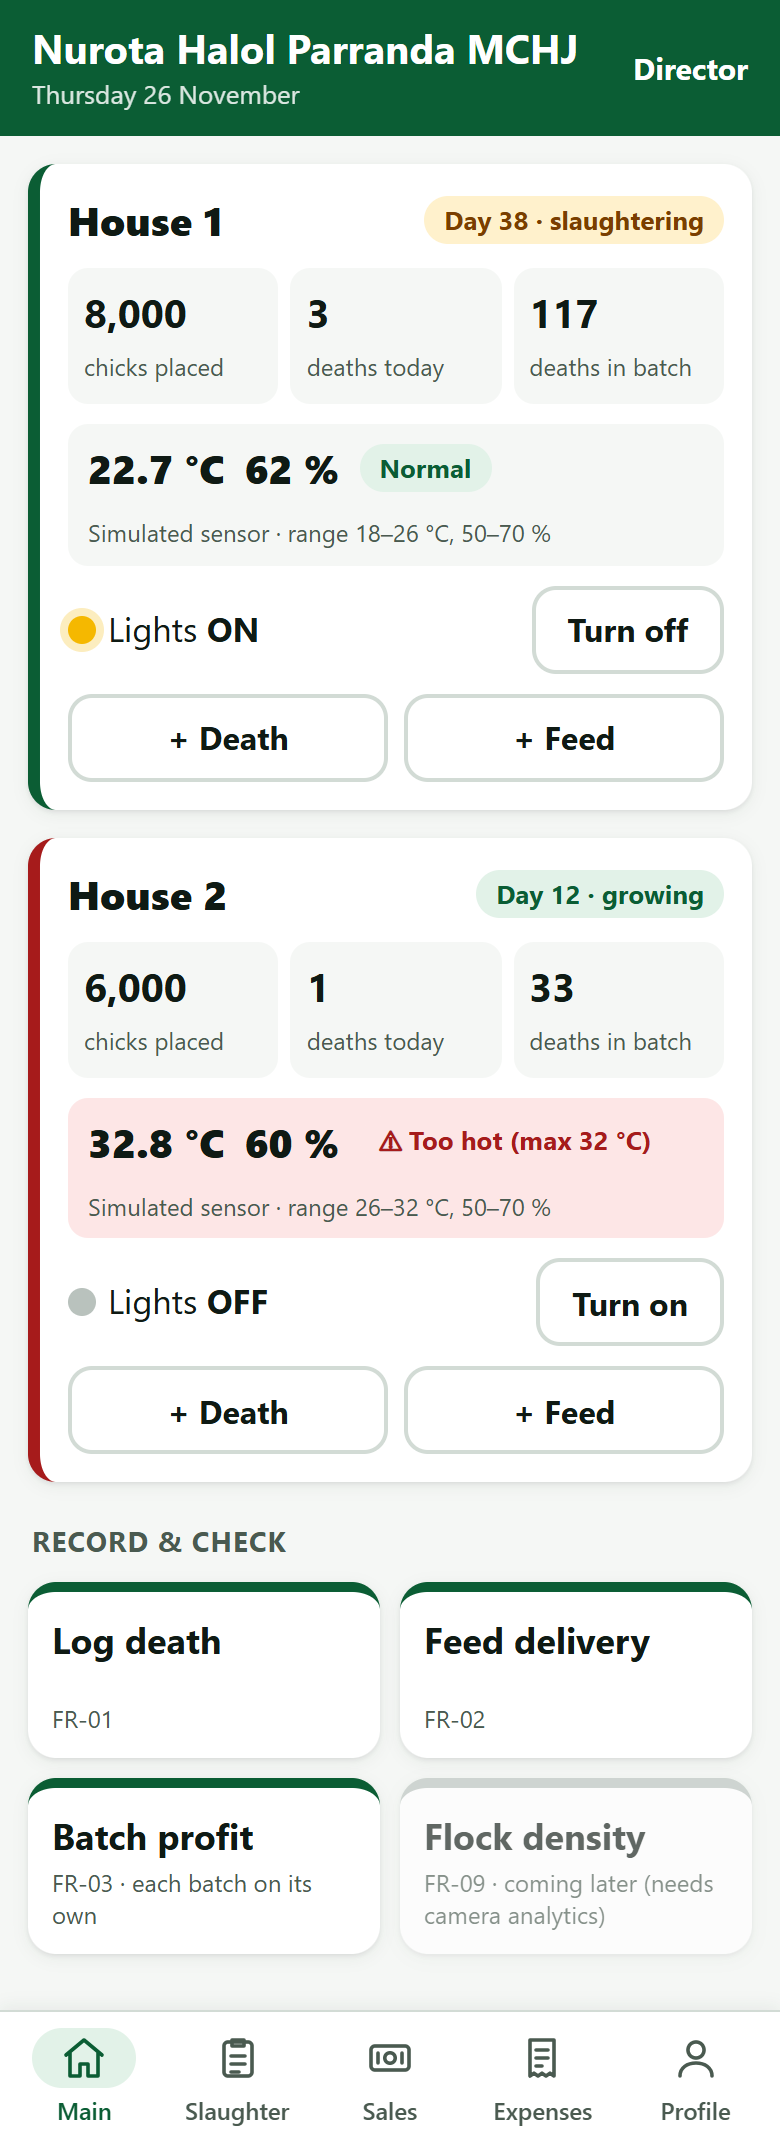 Nurota Halol Parranda MCHJ
Director
Thursday 26 November
House 1
Day 38 · slaughtering
8,000
3
117
chicks placed
deaths today
deaths in batch
22.7 °C 62 %
Normal
Simulated sensor · range 18–26 °C, 50–70 %
Lights ON
Turn off
+ Death
+ Feed
House 2
Day 12 · growing
6,000
1
33
chicks placed
deaths today
deaths in batch
32.8 °C 60 %
⚠ Too hot (max 32 °C)
Simulated sensor · range 26–32 °C, 50–70 %
Lights OFF
Turn on
+ Death
+ Feed
RECORD & CHECK
Log death
FR-01
Feed delivery
FR-02
Batch profit
FR-03 · each batch on its
own
Flock density
FR-09 · coming later (needs
camera analytics)
Main
Slaughter
Sales
Expenses
Profile